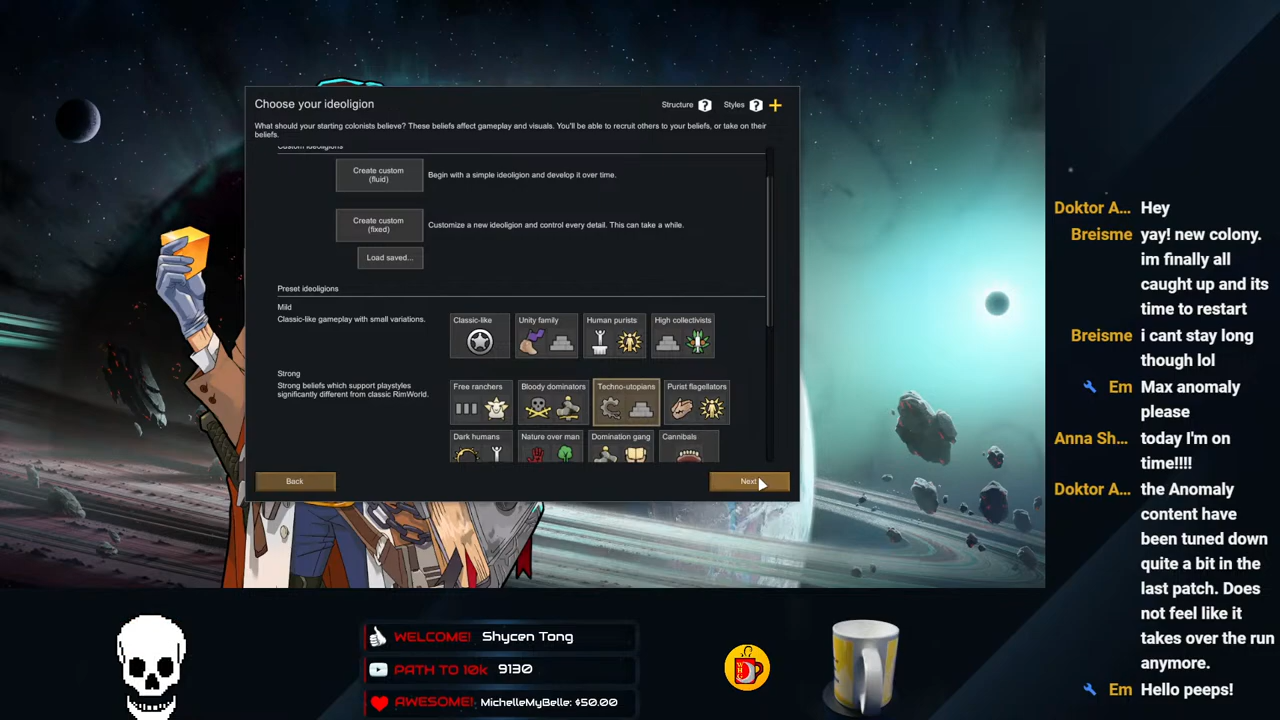 Choose your ideoligion
Structure ? Styles ? +
What should your starting colonists believe? These beliefs affect gameplay and visuals. You'll be able to recruit others to your beliefs, or take on their
beliefs.
Custom ideoligions
Create custom
(fluid)
Begin with a simple ideoligion and develop it over time.
Create custom
(fixed)
Customize a new ideoligion and control every detail. This can take a while.
Load saved...
Preset ideoligions
Mild
Classic-like gameplay with small variations.
Classic-like
Unity family
Human purists
High collectivists
Strong
Strong beliefs which support playstyles
significantly different from classic RimWorld.
Free ranchers
Bloody dominators
Techno-utopians
Purist flagellators
Dark humans
Nature over man
Domination gang
Cannibals
Back
Next
Doktor A... Hey
Breisme yay! new colony.
im finally all
caught up and its
time to restart
Breisme i cant stay long
though lol
Em Max anomaly
please
Anna Sh... today I'm on
time!!!!
Doktor A... the Anomaly
content have
been tuned down
quite a bit in the
last patch. Does
not feel like it
takes over the run
anymore.
Em Hello peeps!
WELCOME! Shycen Tong
PATH TO 10K 9130
AWESOME! MichelleMyBelle: $50.00